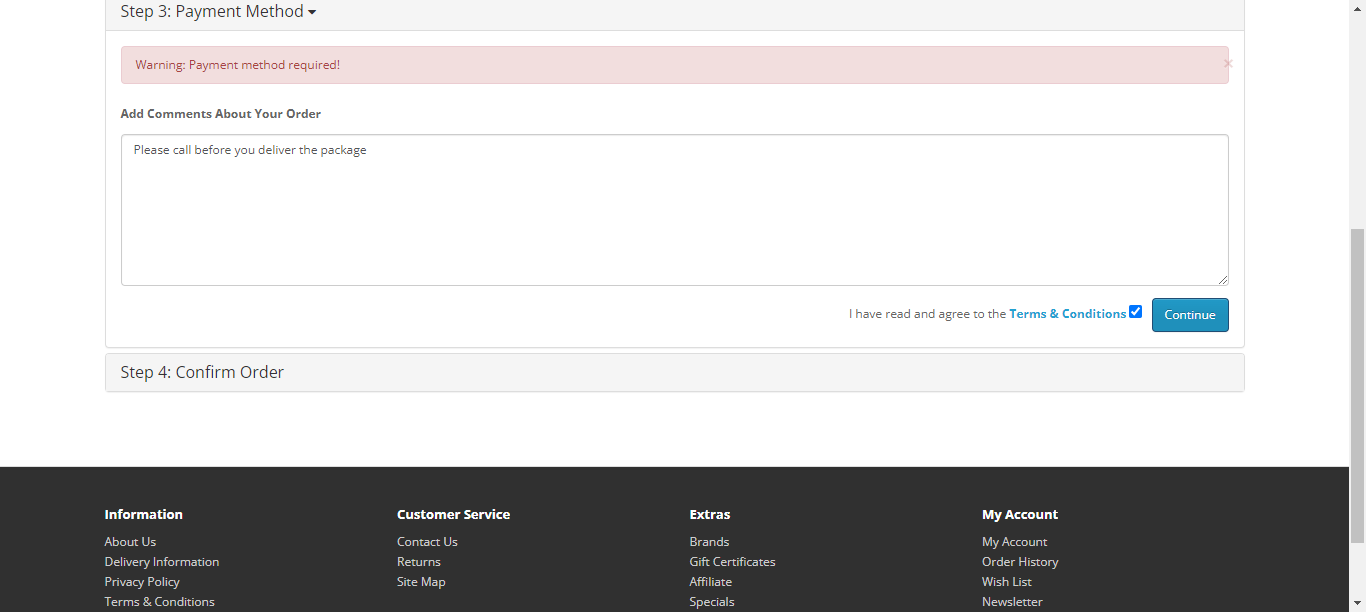 Step 3: Payment Method
Warning: Payment method required!
×
Add Comments About Your Order
Please call before you deliver the package
I have read and agree to the Terms & Conditions
Continue
Step 4: Confirm Order
Information
About Us
Delivery Information
Privacy Policy
Terms & Conditions
Customer Service
Contact Us
Returns
Site Map
Extras
Brands
Gift Certificates
Affiliate
Specials
My Account
My Account
Order History
Wish List
Newsletter